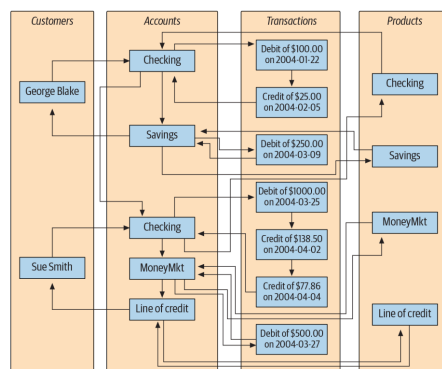 Customers
Accounts
Transactions
Products
George Blake
Sue Smith
Checking
Savings
Checking
MoneyMkt
Line of credit
Debit of $100.00
on 2004-01-22
Credit of $25.00
on 2004-02-05
Debit of $250.00
on 2004-03-09
Debit of $1000.00
on 2004-03-25
Credit of $138.50
on 2004-04-02
Credit of $77.86
on 2004-04-04
Debit of $500.00
on 2004-03-27
Checking
Savings
MoneyMkt
Line of credit